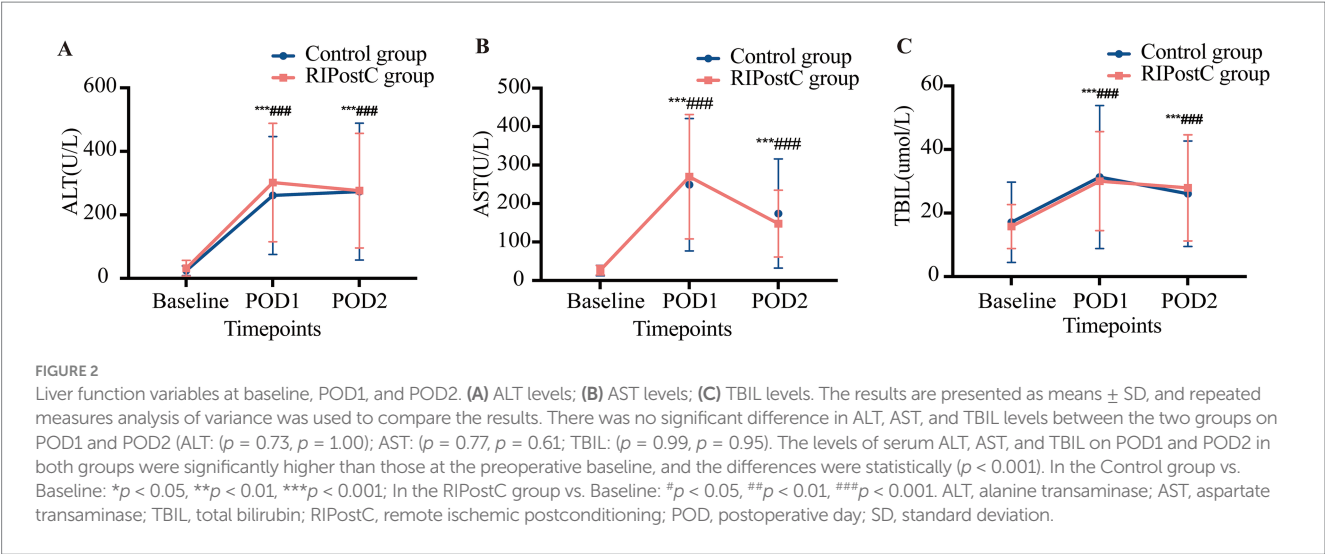 A
Control group
RIPostC group
ALT(U/L)
600
400
200
0
***###
***###
Baseline
POD1
POD2
Timepoints
B
Control group
RIPostC group
AST(U/L)
500
400
300
200
100
0
***###
***###
Baseline
POD1
POD2
Timepoints
C
Control group
RIPostC group
TBIL(umol/L)
60
40
20
0
***###
***###
Baseline
POD1
POD2
Timepoints
FIGURE 2
Liver function variables at baseline, POD1, and POD2. (A) ALT levels; (B) AST levels; (C) TBIL levels. The results are presented as means ± SD, and repeated
measures analysis of variance was used to compare the results. There was no significant difference in ALT, AST, and TBIL levels between the two groups on
POD1 and POD2 (ALT: (p = 0.73, p = 1.00); AST: (p = 0.77, p = 0.61; TBIL: (p = 0.99, p = 0.95). The levels of serum ALT, AST, and TBIL on POD1 and POD2 in
both groups were significantly higher than those at the preoperative baseline, and the differences were statistically (p < 0.001). In the Control group vs.
Baseline: *p < 0.05, **p < 0.01, ***p < 0.001; In the RIPostC group vs. Baseline: #p < 0.05, ##p < 0.01, ###p < 0.001. ALT, alanine transaminase; AST, aspartate
transaminase; TBIL, total bilirubin; RIPostC, remote ischemic postconditioning; POD, postoperative day; SD, standard deviation.